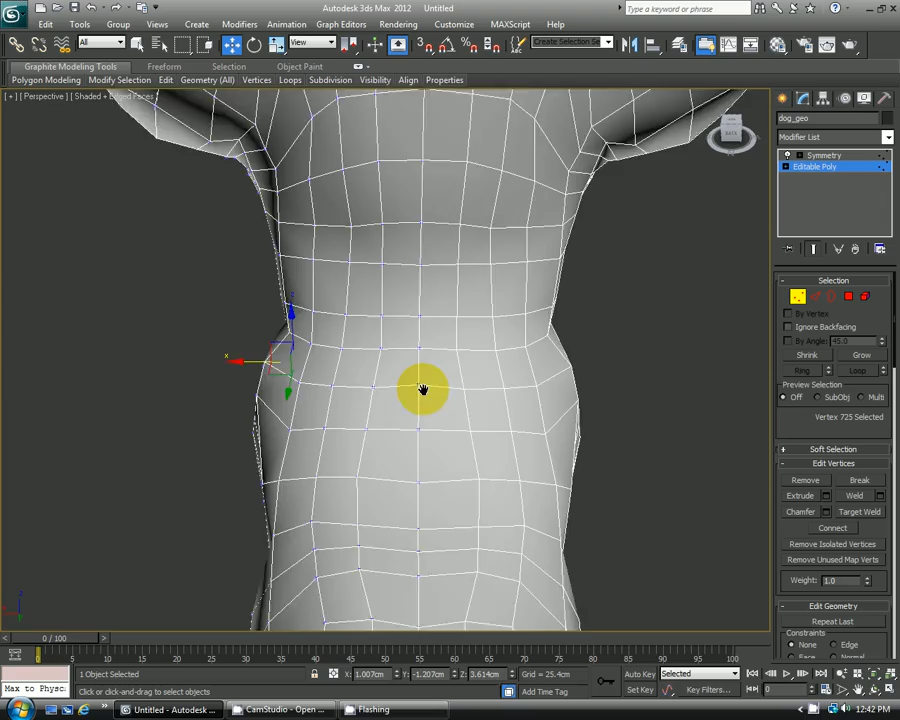 Autodesk 3ds Max 2012 Untitled
Type a keyword or phrase
Edit Tools Group Views Create Modifiers Animation Graph Editors Rendering Customize MAXScript Help
All View Create Selection Se
Graphite Modeling Tools Freeform Selection Object Paint
Polygon Modeling Modify Selection Edit Geometry (All) Vertices Loops Subdivision Visibility Align Properties
[ + ] [ Perspective ] [ Shaded + Edged Faces ]
BACK
dog_geo
Modifier List
Symmetry
Editable Poly
Selection
By Vertex
Ignore Backfacing
By Angle: 45.0
Shrink Grow
Ring Loop
Preview Selection
Off SubObj Multi
Vertex 725 Selected
Soft Selection
Edit Vertices
Remove Break
Extrude Weld
Chamfer Target Weld
Connect
Remove Isolated Vertices
Remove Unused Map Verts
Weight: 1.0
Edit Geometry
Repeat Last
Constraints
None Edge
Face Normal
x
z
0 / 100
0 5 10 15 20 25 30 35 40 45 50 55 60 65 70 75 80 85 90 95 100
1 Object Selected X: 1.007cm Y: -1.207cm Z: 3.614cm Grid = 25.4cm Auto Key Selected
Max to Physc Click or click-and-drag to select objects Add Time Tag Set Key Key Filters... 0
Untitled - Autodesk ... CamStudio - Open ... Flashing 12:42 PM